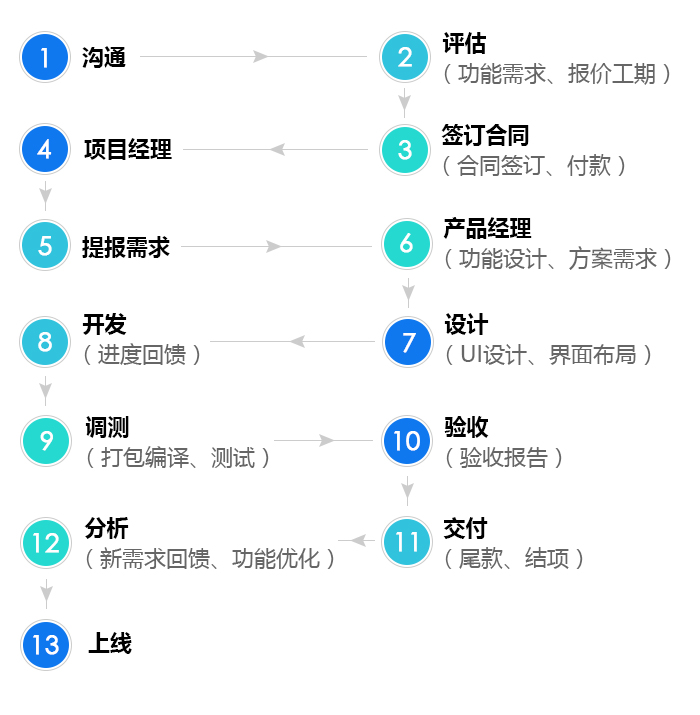 1
沟通
2
评估
（功能需求、报价工期）
3
签订合同
（合同签订、付款）
4
项目经理
5
提报需求
6
产品经理
（功能设计、方案需求）
7
设计
（UI设计、界面布局）
8
开发
（进度回馈）
9
调测
（打包编译、测试）
10
验收
（验收报告）
11
交付
（尾款、结项）
12
分析
（新需求回馈、功能优化）
13
上线